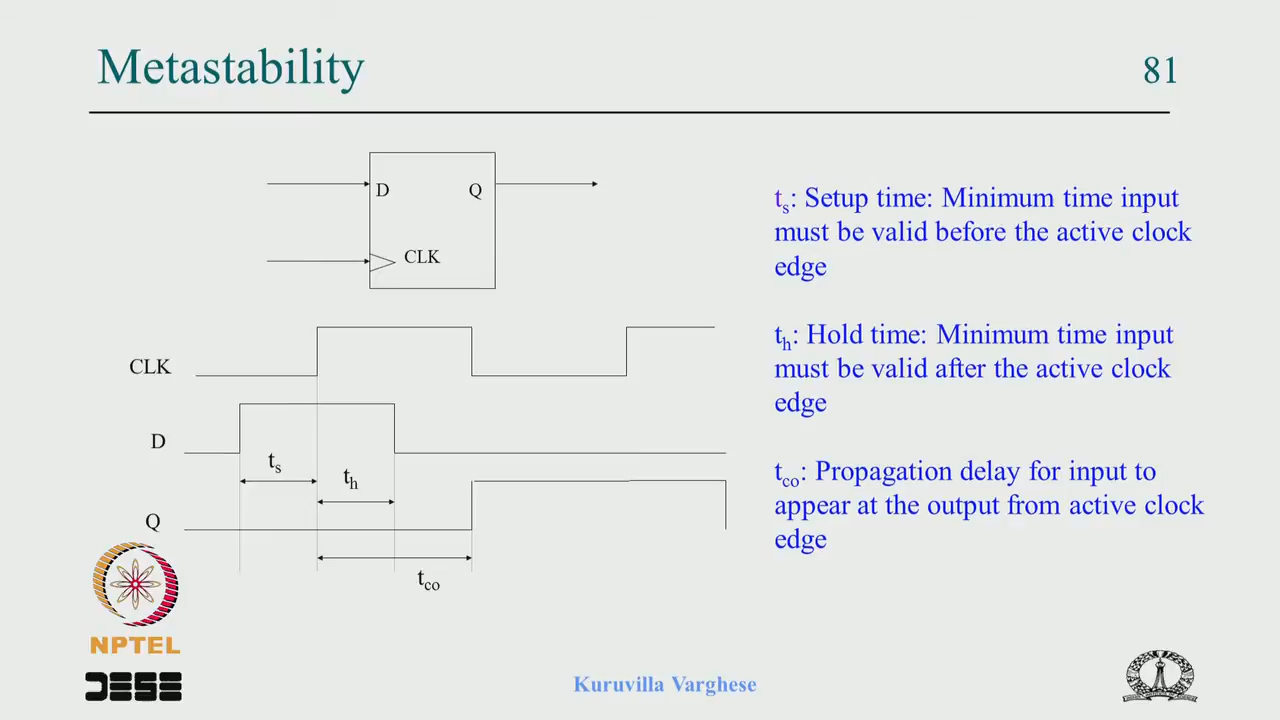 Metastability
81
D
Q
CLK
CLK
D
Q
ts
th
tco
ts: Setup time: Minimum time input
must be valid before the active clock
edge
th: Hold time: Minimum time input
must be valid after the active clock
edge
tco: Propagation delay for input to
appear at the output from active clock
edge
NPTEL
DESE
Kuruvilla Varghese